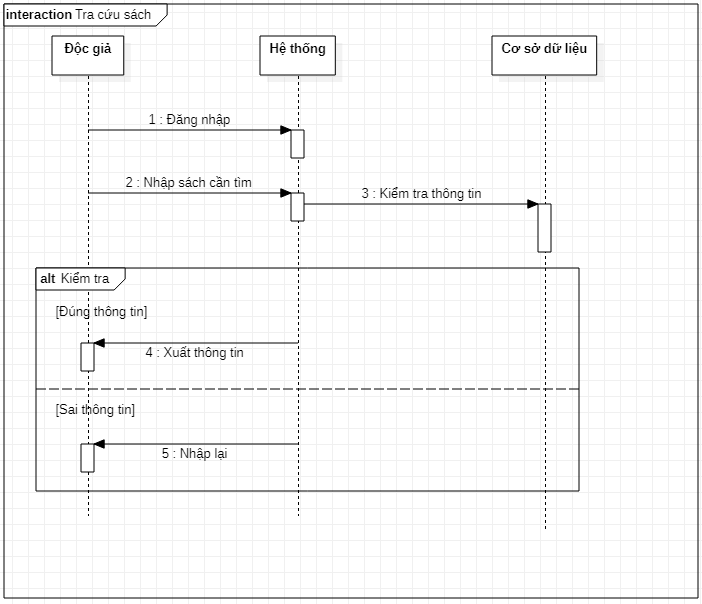 interaction Tra cứu sách
Độc giả
Hệ thống
Cơ sở dữ liệu
1 : Đăng nhập
2 : Nhập sách cần tìm
3 : Kiểm tra thông tin
alt Kiểm tra
[Đúng thông tin]
4 : Xuất thông tin
[Sai thông tin]
5 : Nhập lại